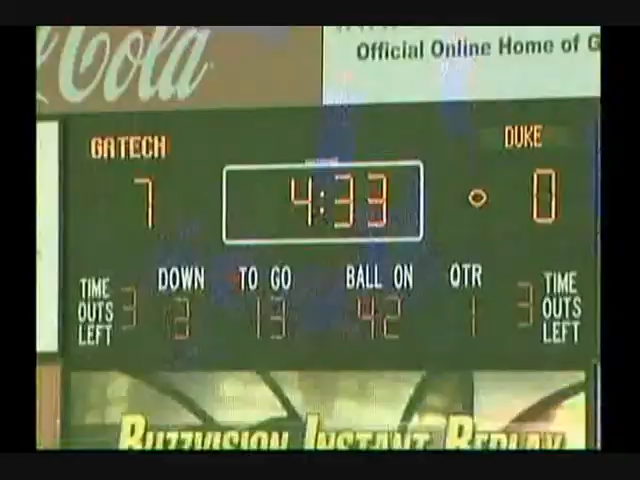 Cola
Official Online Home of G
GATECH DUKE
7 4:33 0
DOWN TO GO BALL ON QTR
TIME OUTS LEFT 3 3 13 42 1 3 TIME OUTS LEFT
BUZZVISION INSTANT REPLAY